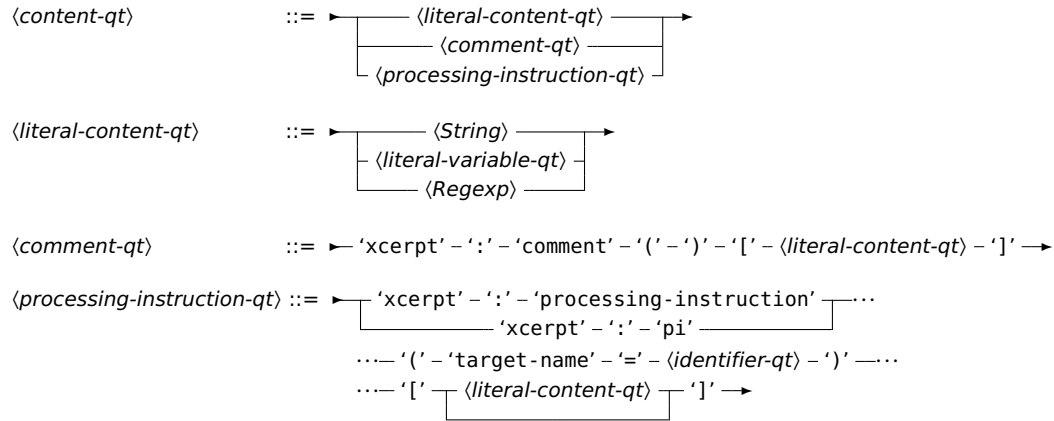 ⟨content-qt⟩ ::= ⟨literal-content-qt⟩
⟨comment-qt⟩
⟨processing-instruction-qt⟩
⟨literal-content-qt⟩ ::= ⟨String⟩
⟨literal-variable-qt⟩
⟨Regexp⟩
⟨comment-qt⟩ ::= ‘xcerpt’ – ‘:’ – ‘comment’ – ‘(’ – ‘)’ – ‘[’ – ⟨literal-content-qt⟩ – ‘]’
⟨processing-instruction-qt⟩ ::= ‘xcerpt’ – ‘:’ – ‘processing-instruction’ ⋯
‘xcerpt’ – ‘:’ – ‘pi’
⋯ ‘(’ – ‘target-name’ – ‘=’ – ⟨identifier-qt⟩ – ‘)’ ⋯
⋯ ‘[’ ⟨literal-content-qt⟩ ‘]’